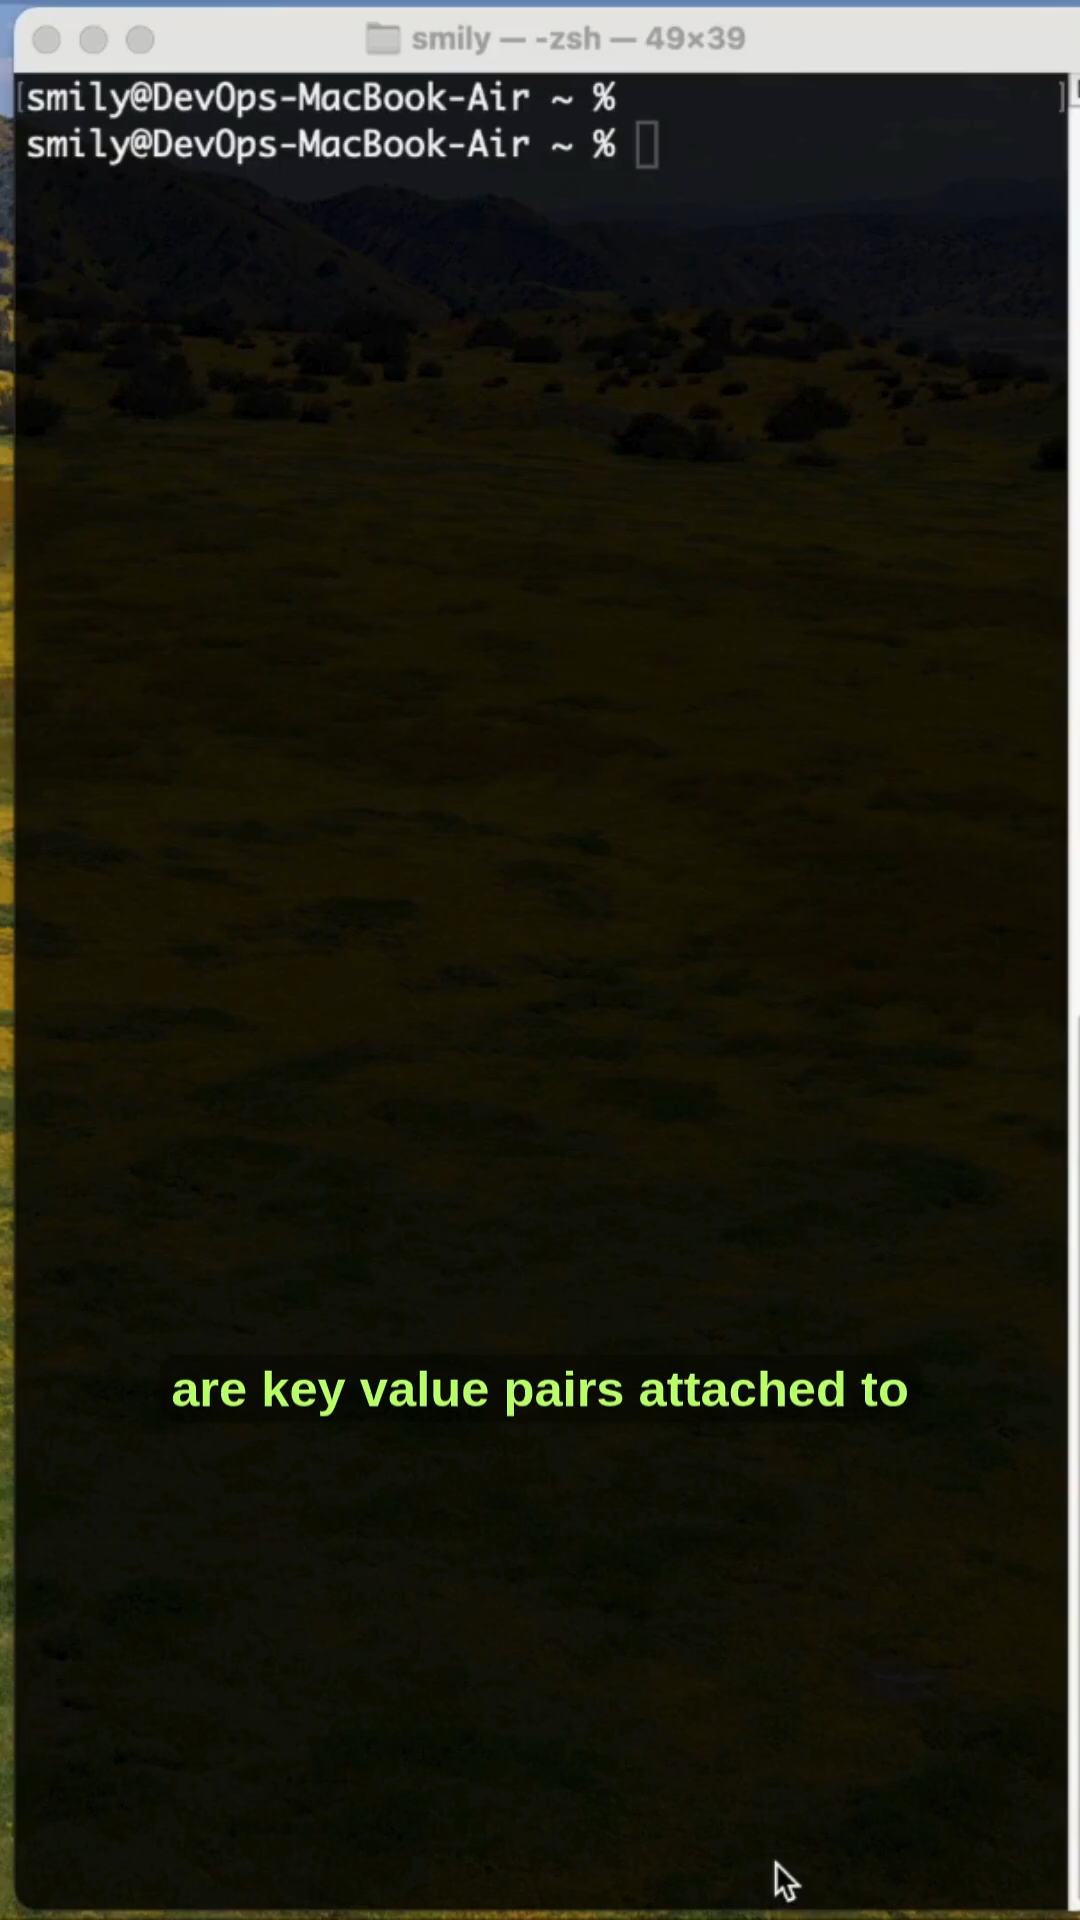 smily — -zsh — 49×39
smily@DevOps-MacBook-Air ~ %
smily@DevOps-MacBook-Air ~ %
are key value pairs attached to